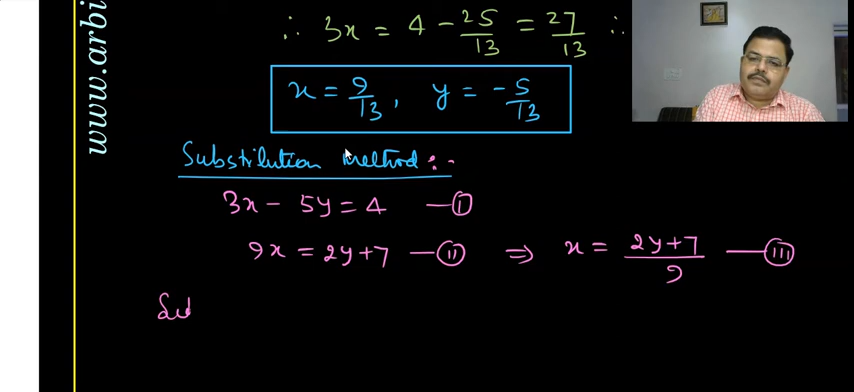 ∴ 3x = 4 - 25/13 = 27/13 ∴
x = 9/13, y = -5/13
Substitution Method :-
3x - 5y = 4 —(I)
9x = 2y + 7 —(II) ⇒ x = (2y + 7)/9 —(III)
www.arbi